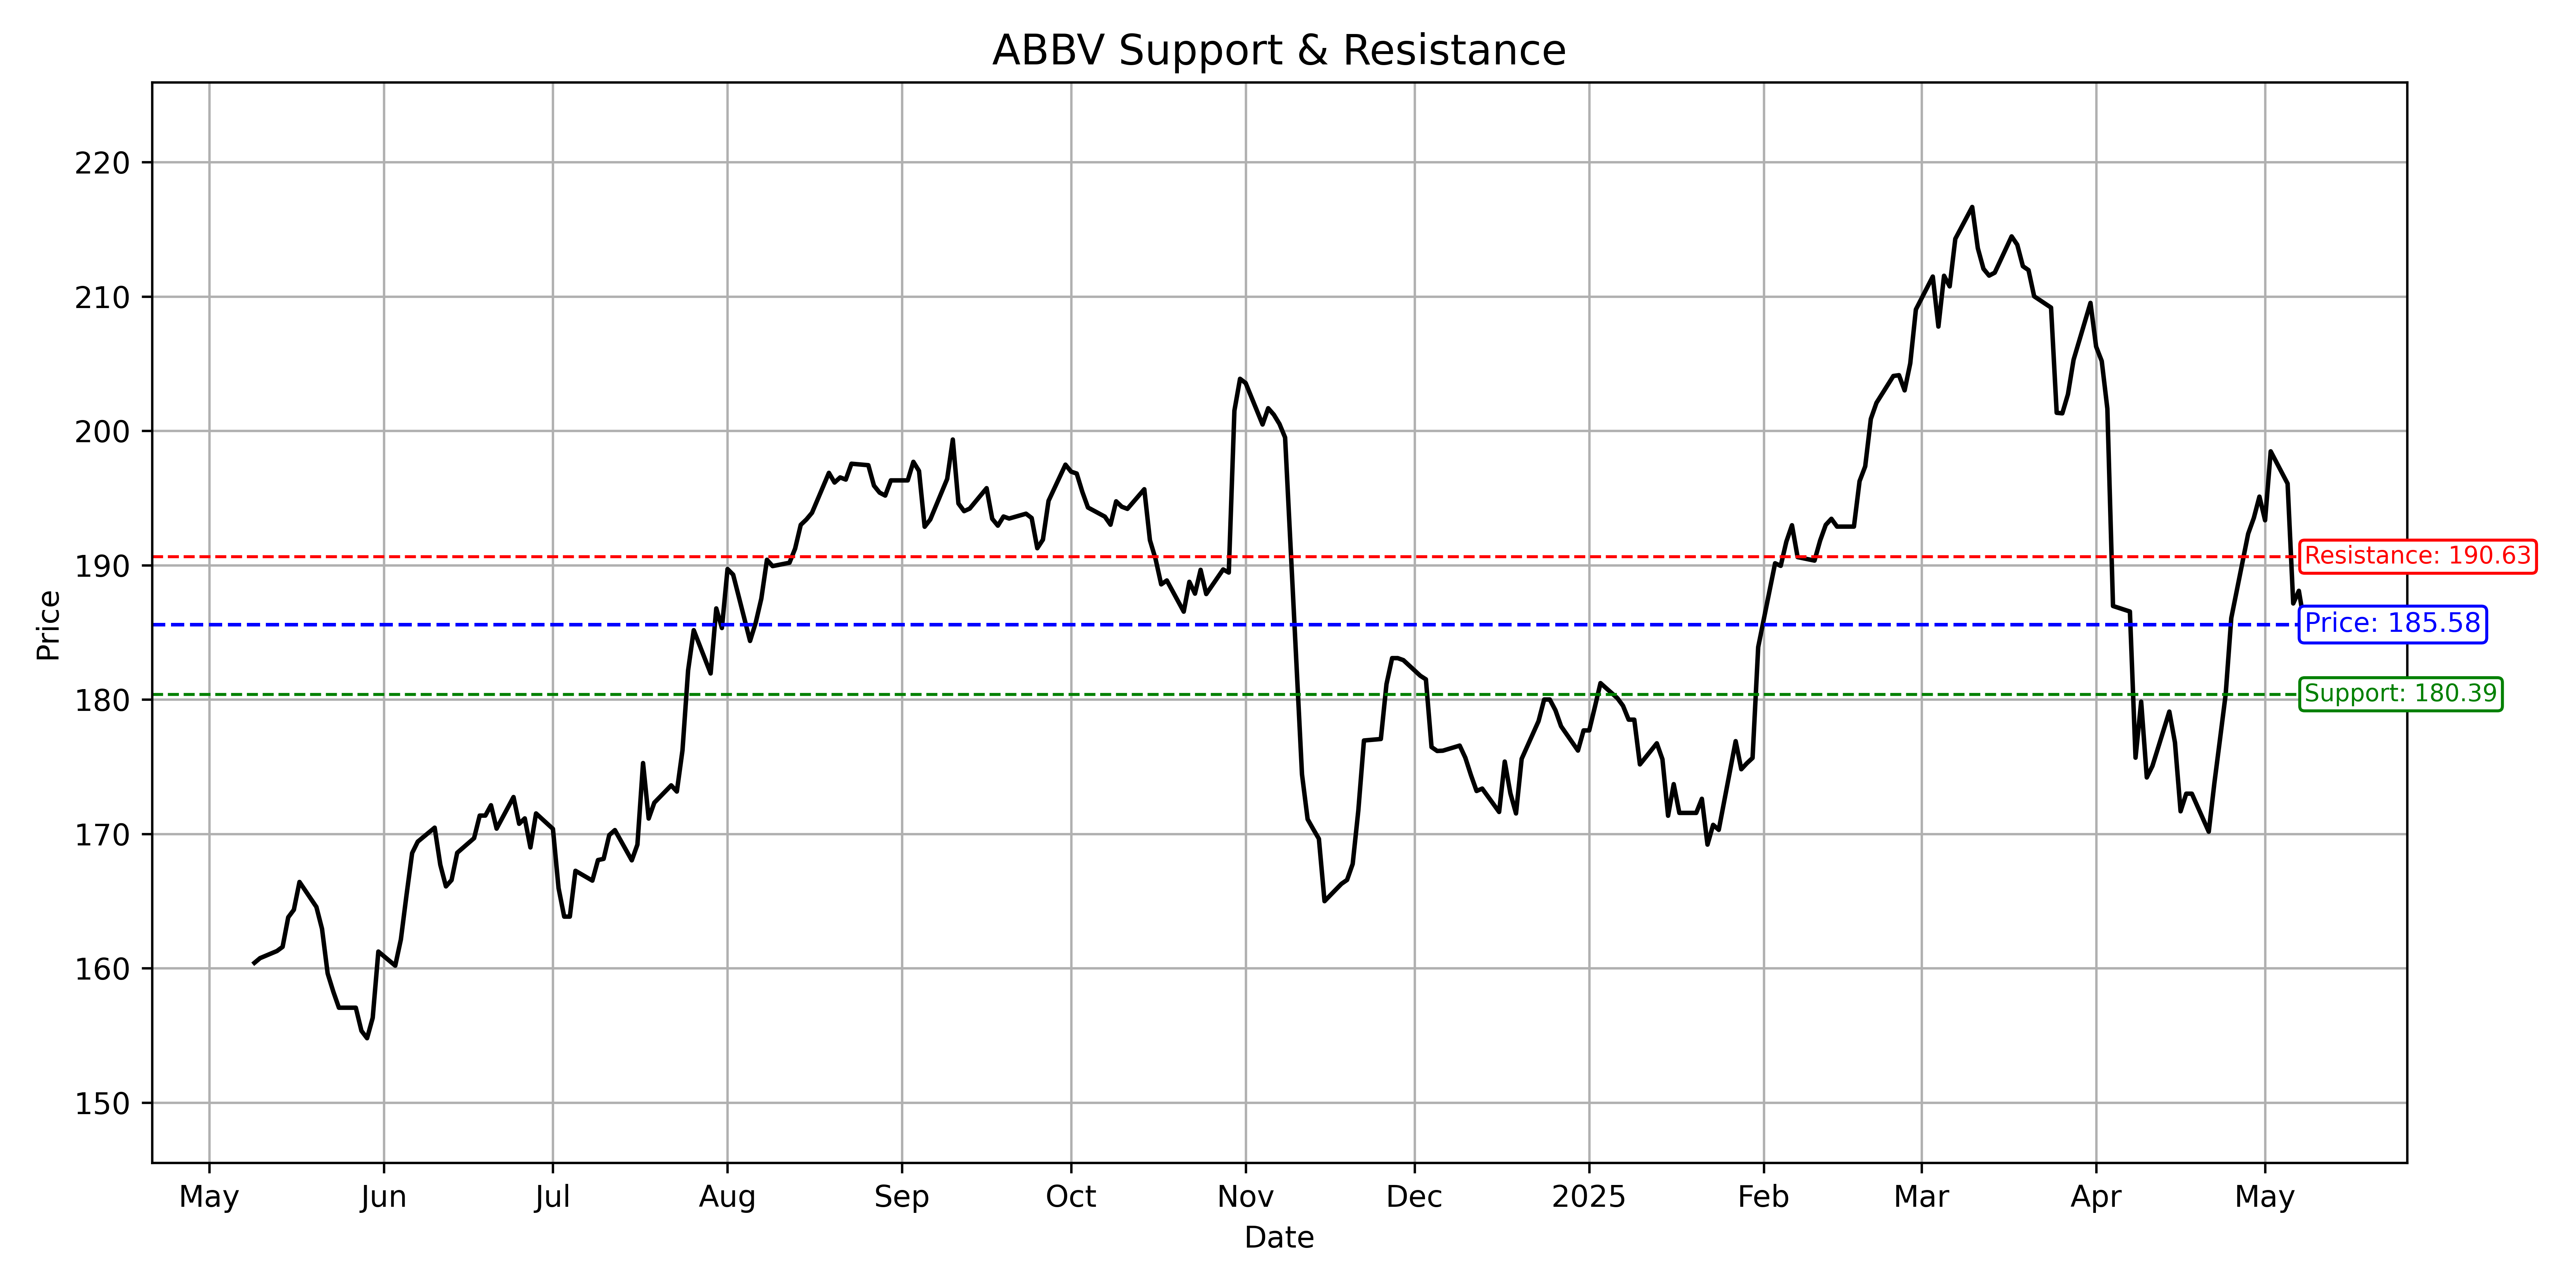 ABBV Support & Resistance
Price
220
210
200
190
180
170
160
150
Resistance: 190.63
Price: 185.58
Support: 180.39
May Jun Jul Aug Sep Oct Nov Dec 2025 Feb Mar Apr May
Date